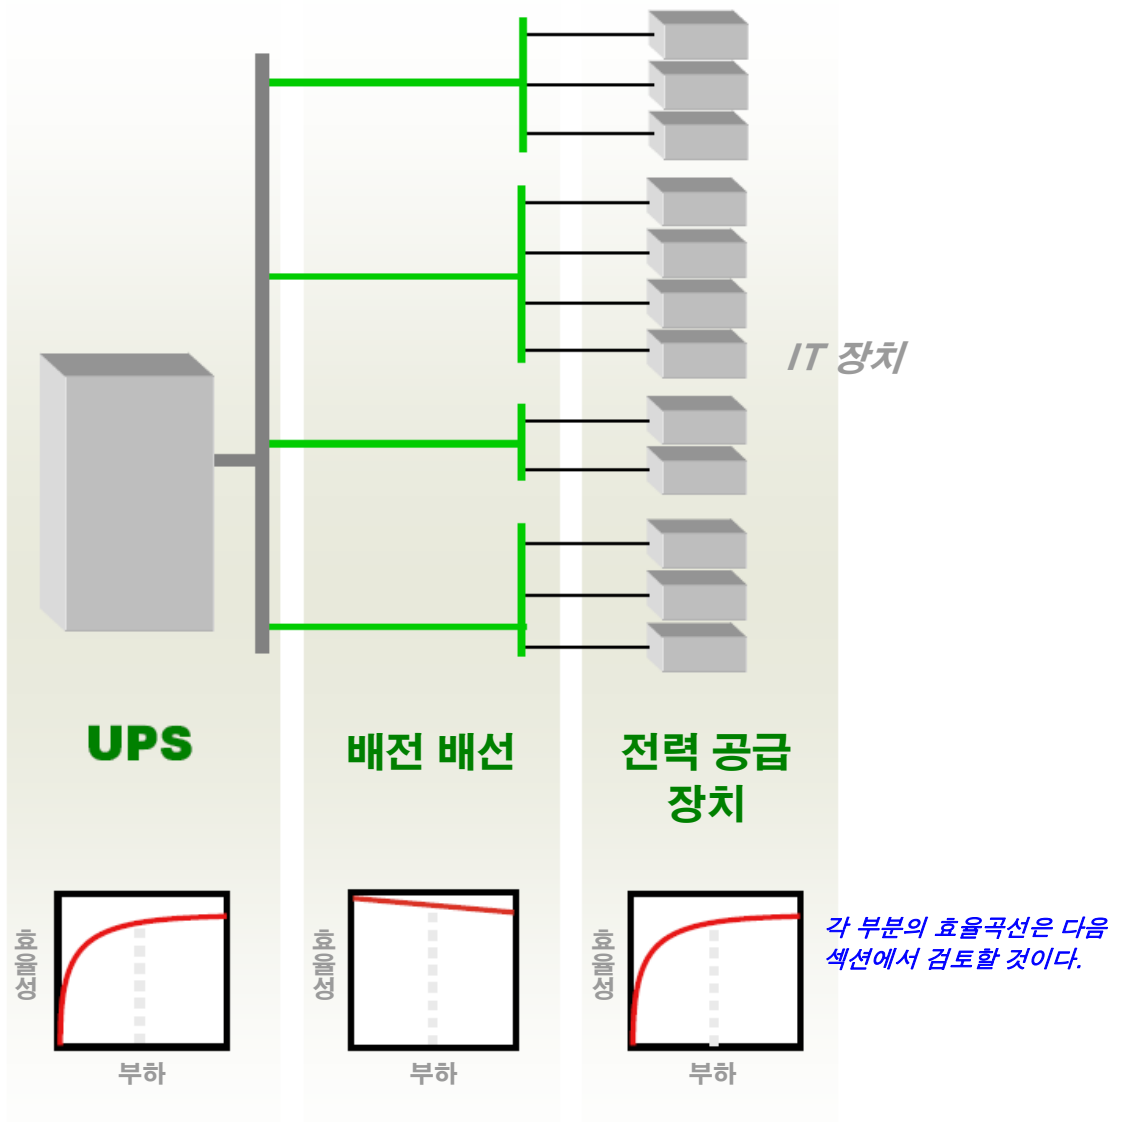 IT 장치
UPS
배전 배선
전력 공급
장치
효율성
부하
효율성
부하
효율성
부하
각 부분의 효율곡선은 다음
섹션에서 검토할 것이다.